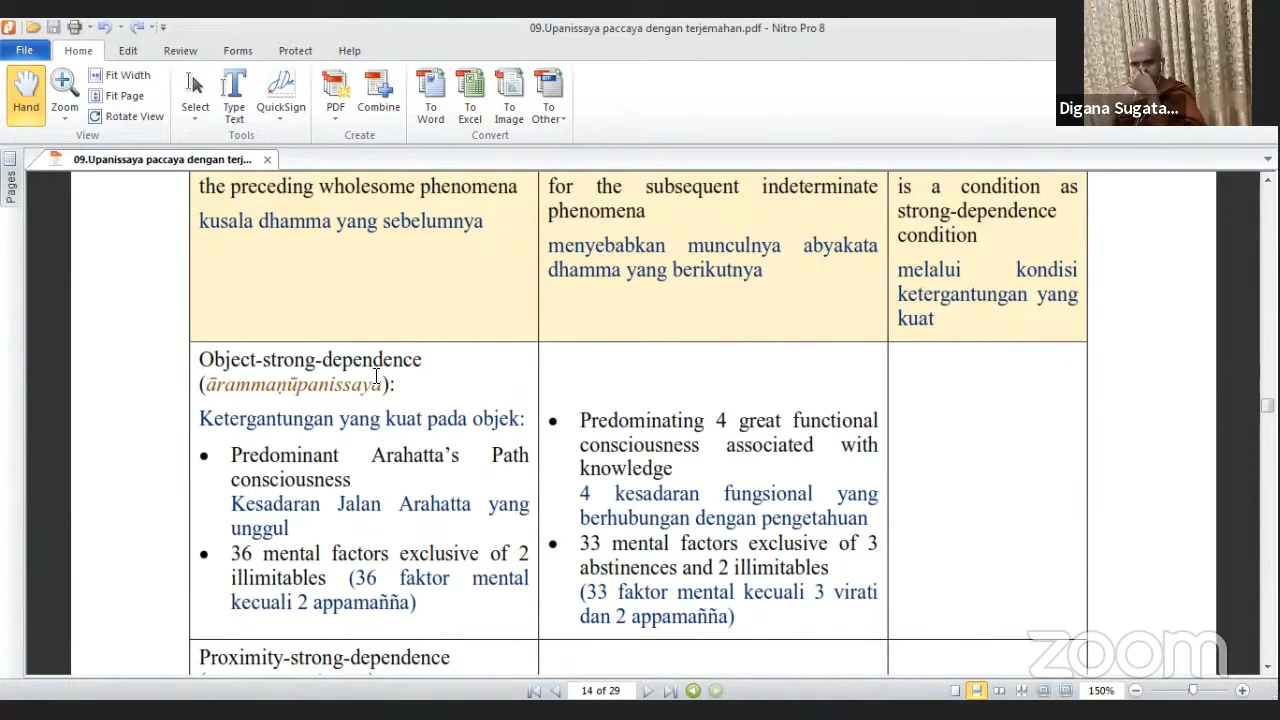 09.Upanissaya paccaya dengan terjemahan.pdf - Nitro Pro 8
File Home Edit Review Forms Protect Help
Hand
Zoom
Fit Width
Fit Page
Rotate View
View
Select
Type
Text
QuickSign
Tools
PDF
Combine
Create
To
Word
To
Excel
To
Image
To
Other
Convert
Digana Sugata...
09.Upanissaya paccaya dengan terj...
Pages
the preceding wholesome phenomena
kusala dhamma yang sebelumnya
for the subsequent indeterminate
phenomena
menyebabkan munculnya abyakata
dhamma yang berikutnya
is a condition as
strong-dependence
condition
melalui kondisi
ketergantungan yang
kuat
Object-strong-dependence
(ārammaṇūpanissaya):
Ketergantungan yang kuat pada objek:
• Predominant Arahatta’s Path
consciousness
Kesadaran Jalan Arahatta yang
unggul
• 36 mental factors exclusive of 2
illimitables (36 faktor mental
kecuali 2 appamañña)
• Predominating 4 great functional
consciousness associated with
knowledge
4 kesadaran fungsional yang
berhubungan dengan pengetahuan
• 33 mental factors exclusive of 3
abstinences and 2 illimitables
(33 faktor mental kecuali 3 virati
dan 2 appamañña)
Proximity-strong-dependence
zoom
14 of 29
150%